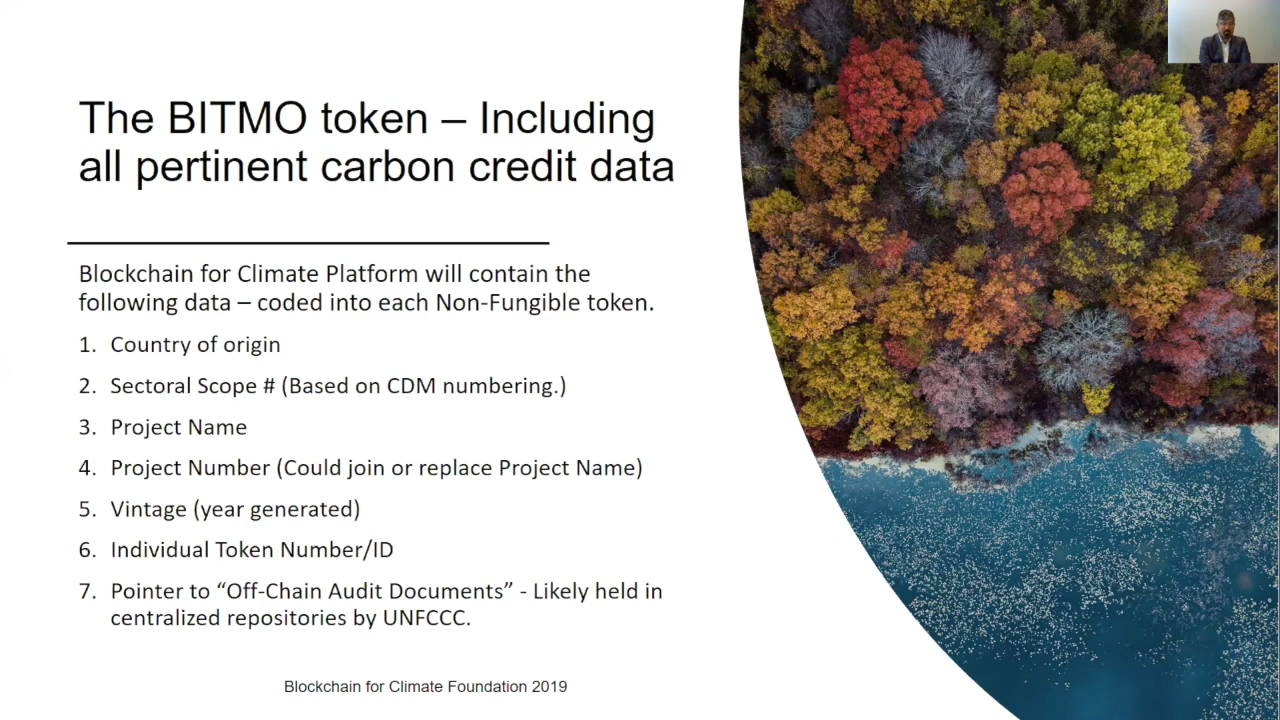 The BITMO token – Including
all pertinent carbon credit data
Blockchain for Climate Platform will contain the
following data – coded into each Non-Fungible token.
1. Country of origin
2. Sectoral Scope # (Based on CDM numbering.)
3. Project Name
4. Project Number (Could join or replace Project Name)
5. Vintage (year generated)
6. Individual Token Number/ID
7. Pointer to “Off-Chain Audit Documents” - Likely held in
centralized repositories by UNFCCC.
Blockchain for Climate Foundation 2019